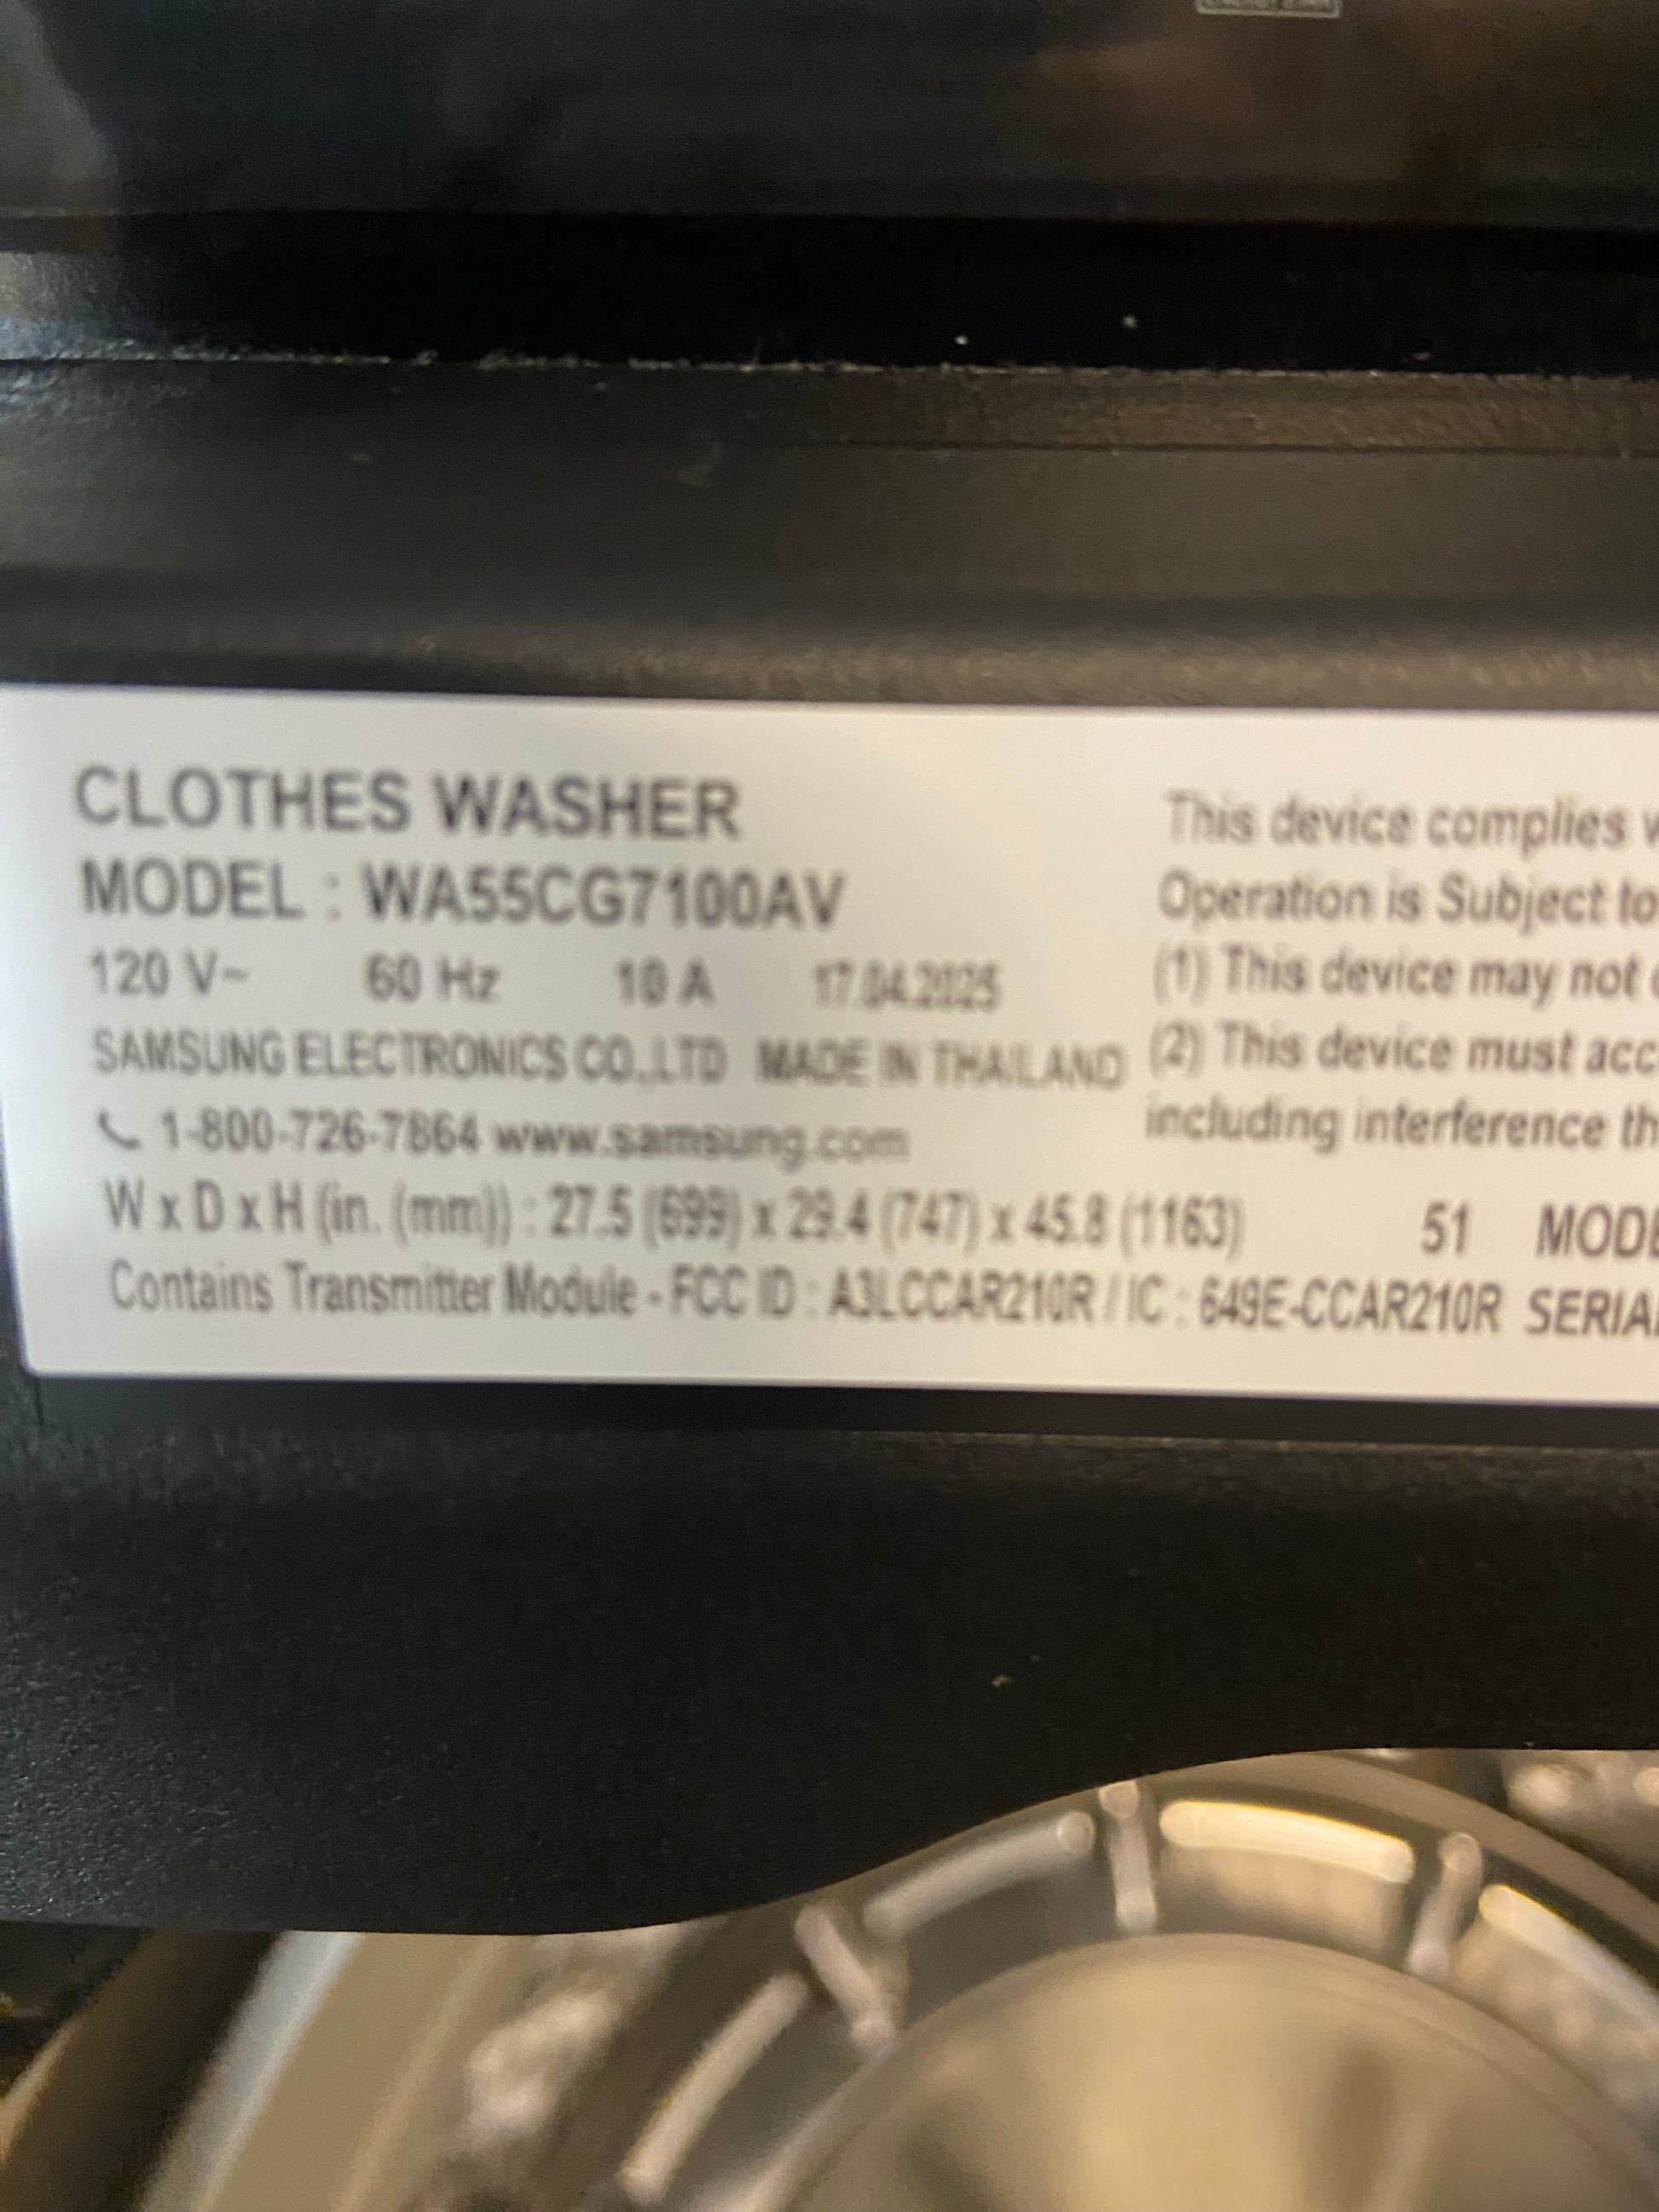 CLOTHES WASHER
MODEL : WA55CG7100AV
120 V~ 60 Hz 10 A 17.04.2025
SAMSUNG ELECTRONICS CO.,LTD MADE IN THAILAND
1-800-726-7864 www.samsung.com
W x D x H (in. (mm)) : 27.5 (699) x 29.4 (747) x 45.8 (1163)
Contains Transmitter Module - FCC ID : A3LCCAR210R / IC : 649E-CCAR210R
This device complies
Operation is Subject to
(1) This device may not
(2) This device must acc
including interference th
51 MODE
SERIAL